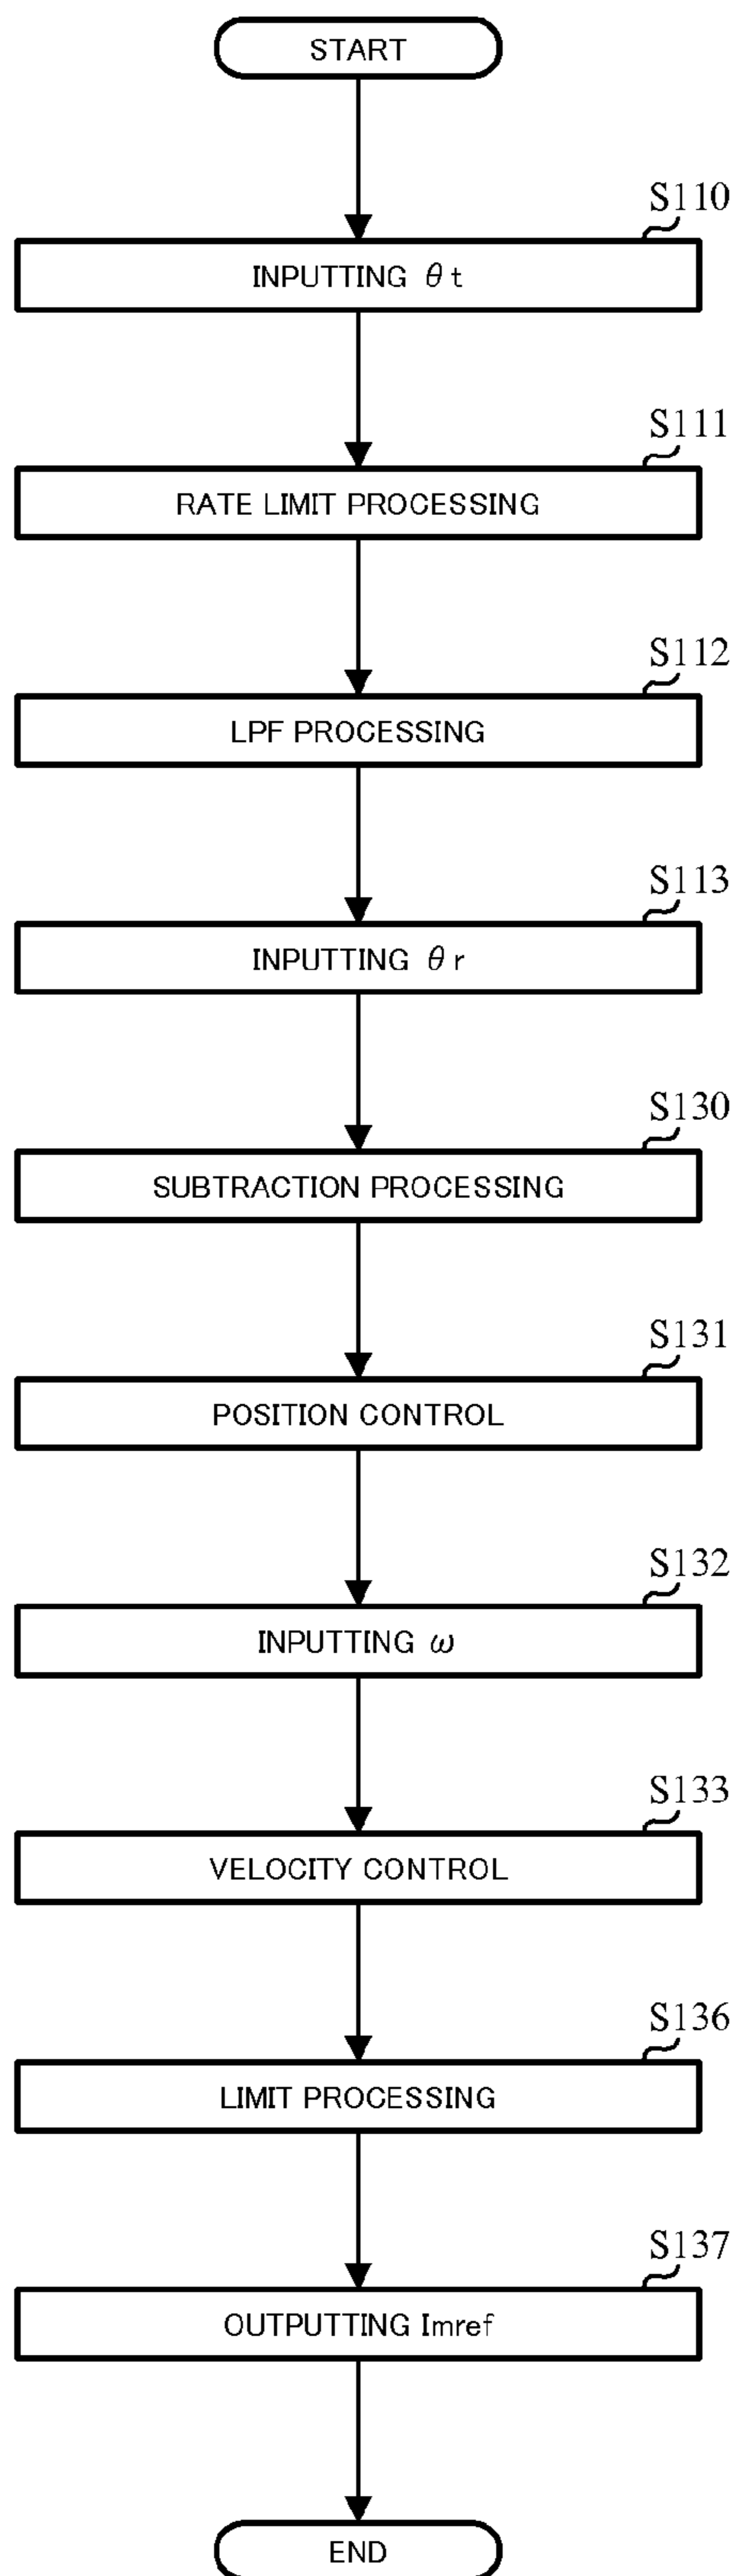 START
S110
INPUTTING θt
S111
RATE LIMIT PROCESSING
S112
LPF PROCESSING
S113
INPUTTING θr
S130
SUBTRACTION PROCESSING
S131
POSITION CONTROL
S132
INPUTTING ω
S133
VELOCITY CONTROL
S136
LIMIT PROCESSING
S137
OUTPUTTING Imref
END